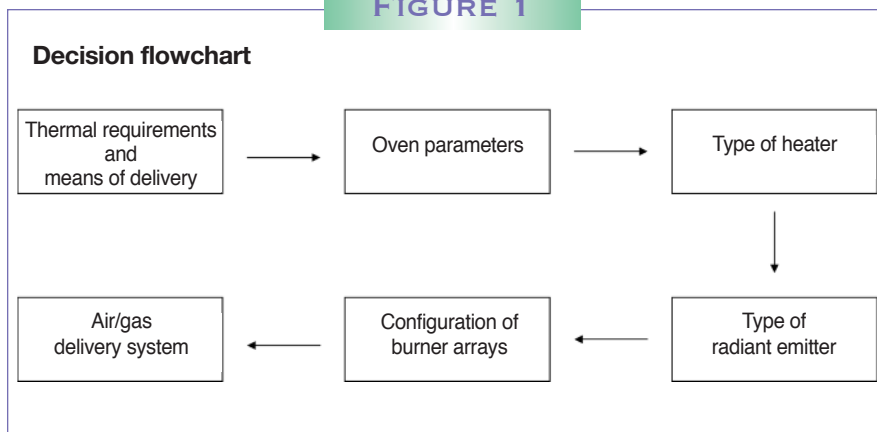 FIGURE 1
Decision flowchart
Thermal requirements
and
means of delivery
Oven parameters
Type of heater
Type of
radiant emitter
Configuration of
burner arrays
Air/gas
delivery system